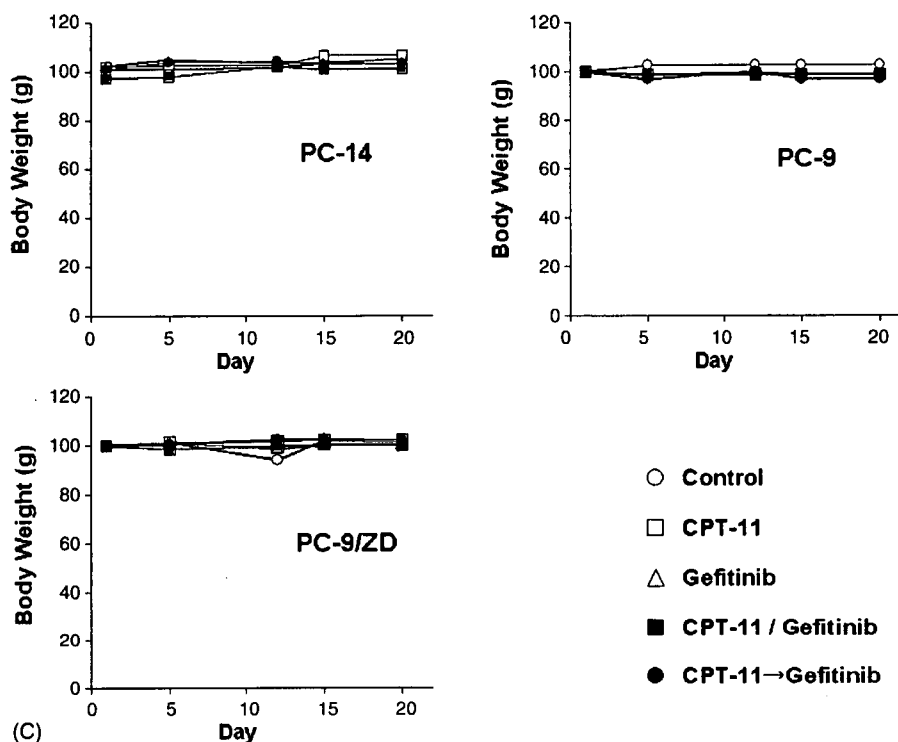 120
100
80
60
40
20
0
Body Weight (g)
PC-14
0 5 10 15 20
Day
120
100
80
60
40
20
0
Body Weight (g)
PC-9
0 5 10 15 20
Day
120
100
80
60
40
20
0
Body Weight (g)
PC-9/ZD
0 5 10 15 20
Day
Control
CPT-11
Gefitinib
CPT-11 / Gefitinib
CPT-11→Gefitinib
(C)